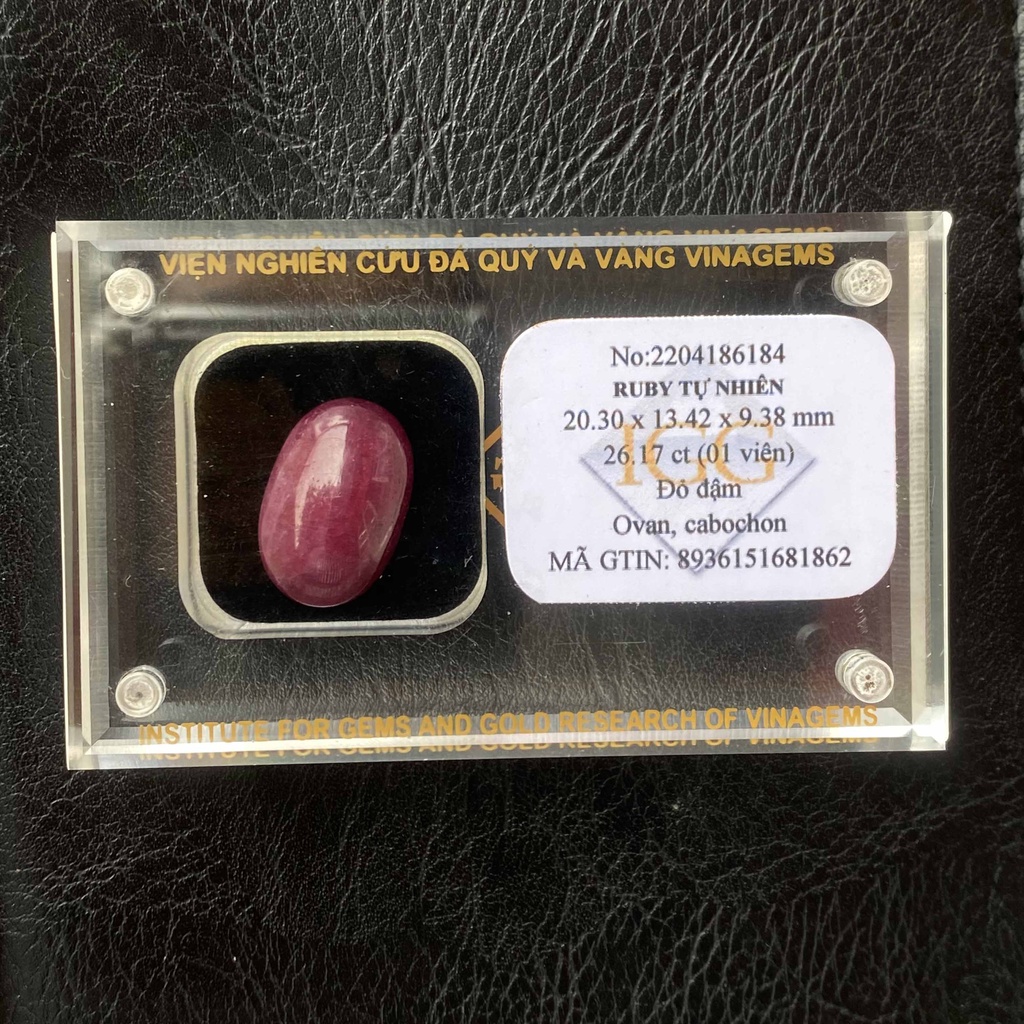 VIỆN NGHIÊN CỨU ĐÁ QUÝ VÀ VÀNG VINAGEMS
No:2204186184
RUBY TỰ NHIÊN
20.30 x 13.42 x 9.38 mm
26.17 ct (01 viên)
Đỏ đậm
Ovan, cabochon
MÃ GTIN: 8936151681862
IGG
INSTITUTE FOR GEMS AND GOLD RESEARCH OF VINAGEMS